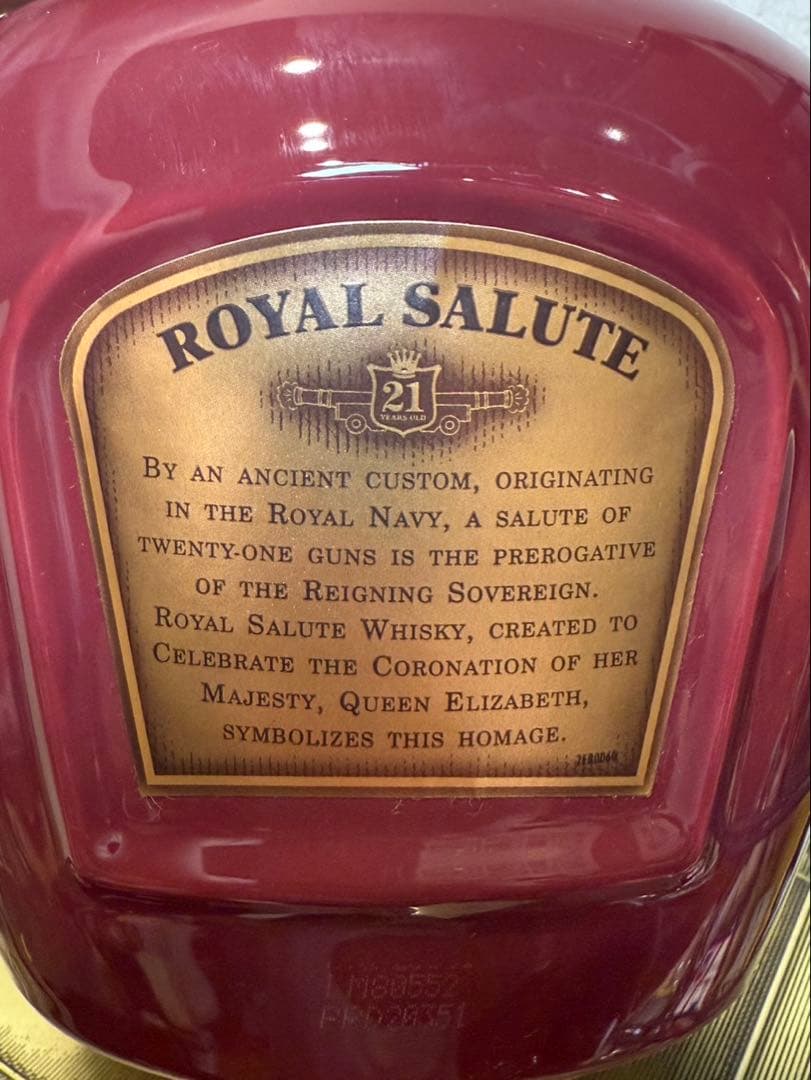 ROYAL SALUTE
21
YEARS OLD
BY AN ANCIENT CUSTOM, ORIGINATING
IN THE ROYAL NAVY, A SALUTE OF
TWENTY-ONE GUNS IS THE PREROGATIVE
OF THE REIGNING SOVEREIGN.
ROYAL SALUTE WHISKY, CREATED TO
CELEBRATE THE CORONATION OF HER
MAJESTY, QUEEN ELIZABETH,
SYMBOLIZES THIS HOMAGE.